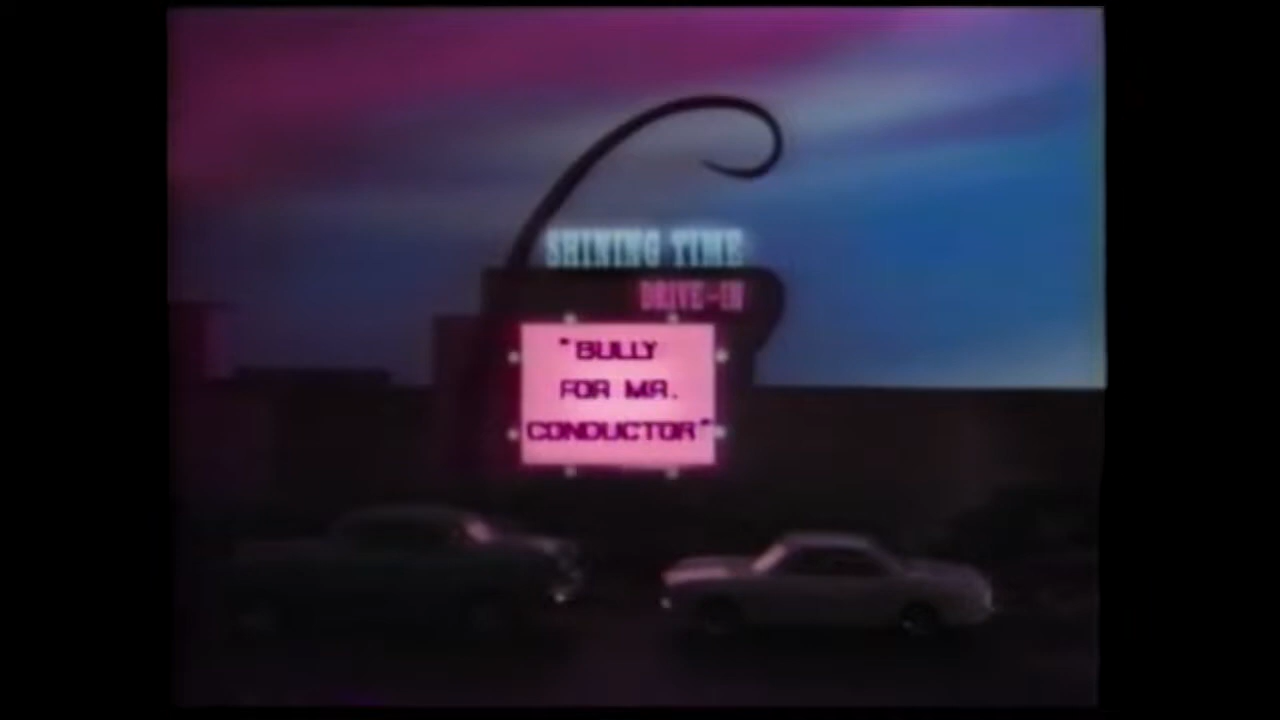 SHINING TIME
DRIVE-IN
"BULLY
FOR MR.
CONDUCTOR"